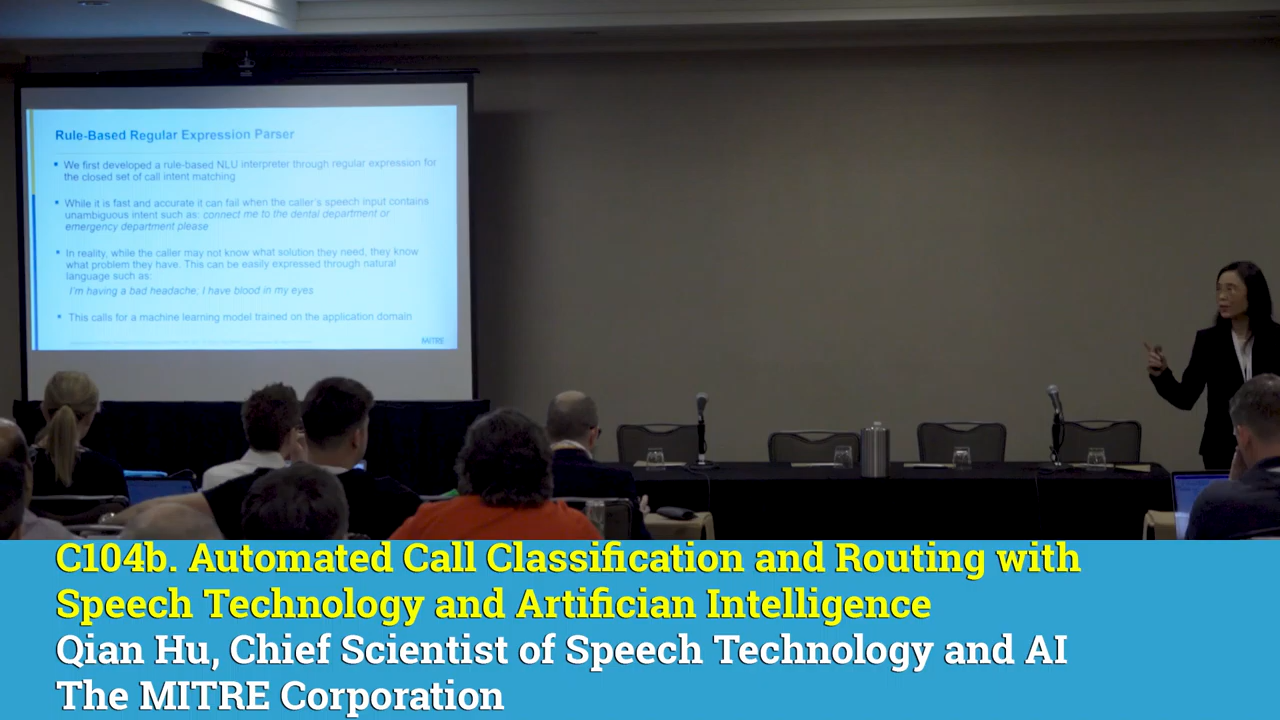 Rule-Based Regular Expression Parser
▪ We first developed a rule-based NLU interpreter through regular expression for
the closed set of call intent matching
▪ While it is fast and accurate it can fail when the caller's speech input contains
unambiguous intent such as: connect me to the dental department or
emergency department please
▪ In reality, while the caller may not know what solution they need, they know
what problem they have. This can be easily expressed through natural
language such as:
I'm having a bad headache; I have blood in my eyes
▪ This calls for a machine learning model trained on the application domain
MITRE
C104b. Automated Call Classification and Routing with
Speech Technology and Artifician Intelligence
Qian Hu, Chief Scientist of Speech Technology and AI
The MITRE Corporation